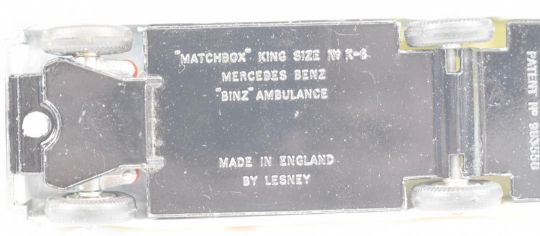 "MATCHBOX" KING SIZE Nº K-6
MERCEDES BENZ
"BINZ" AMBULANCE
MADE IN ENGLAND
BY LESNEY
PATENT Nº